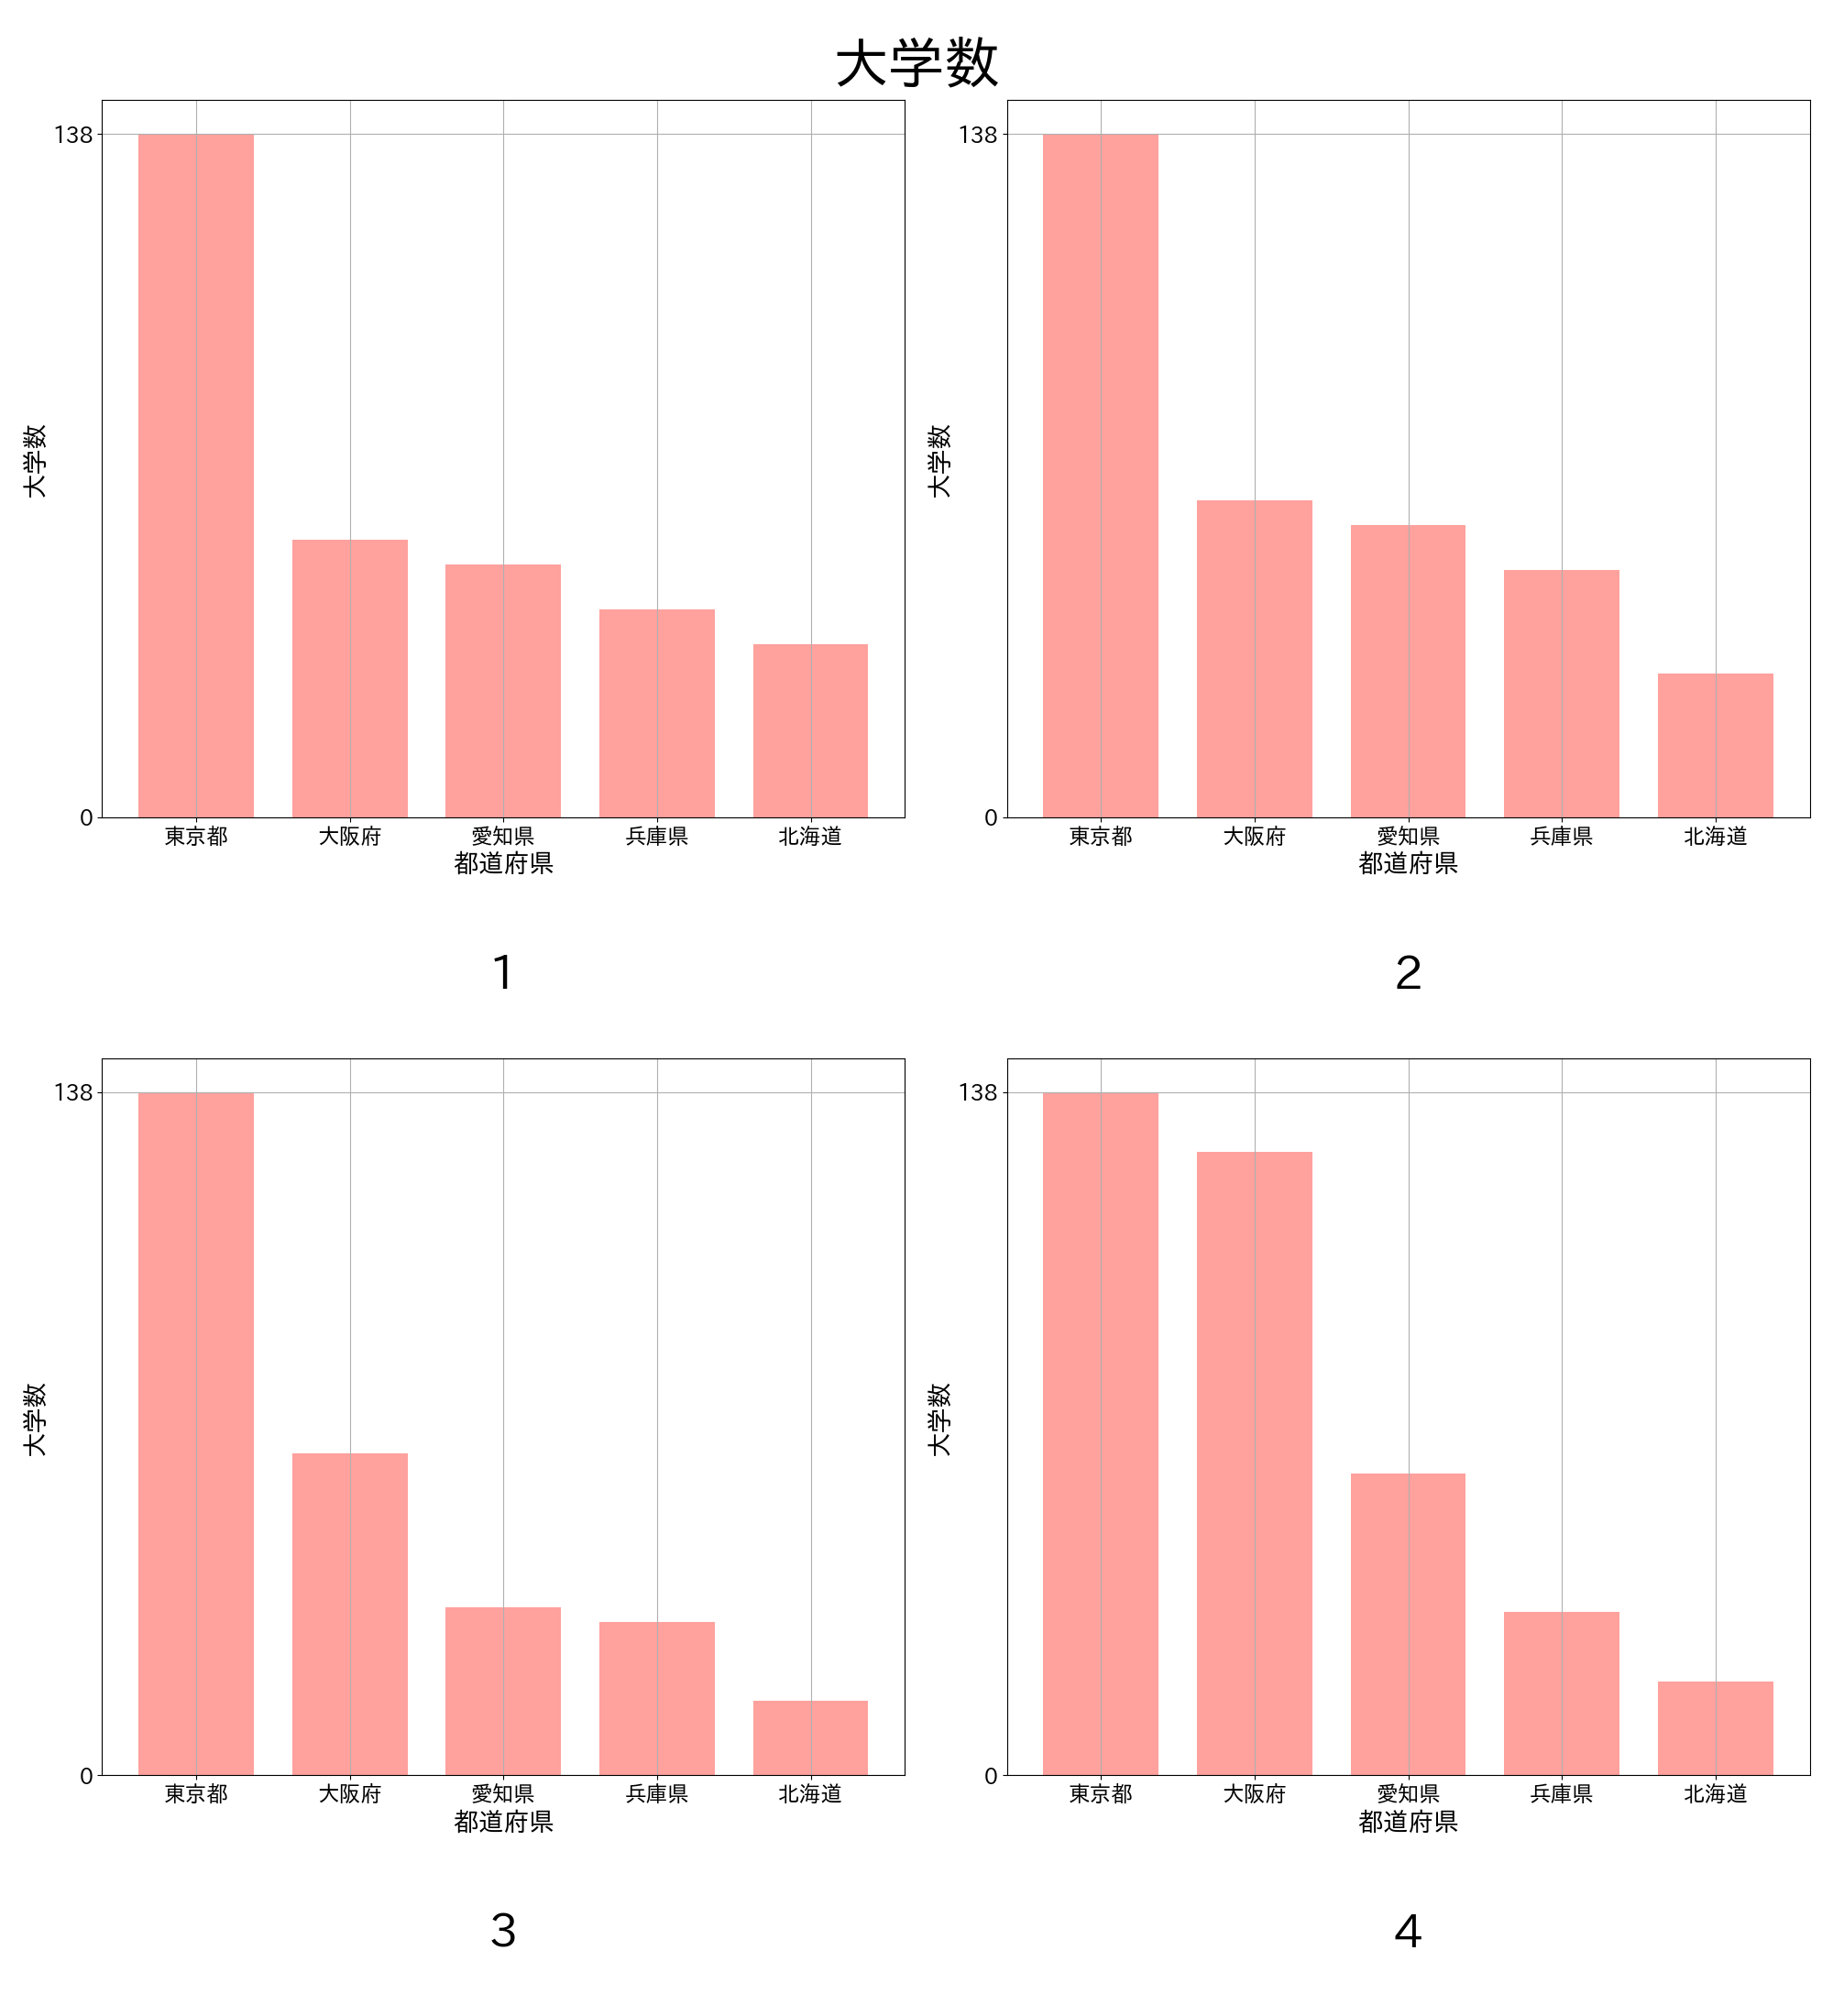 大学数
138
0
大学数
東京都 大阪府 愛知県 兵庫県 北海道
都道府県
1
138
0
大学数
東京都 大阪府 愛知県 兵庫県 北海道
都道府県
2
138
0
大学数
東京都 大阪府 愛知県 兵庫県 北海道
都道府県
3
138
0
大学数
東京都 大阪府 愛知県 兵庫県 北海道
都道府県
4